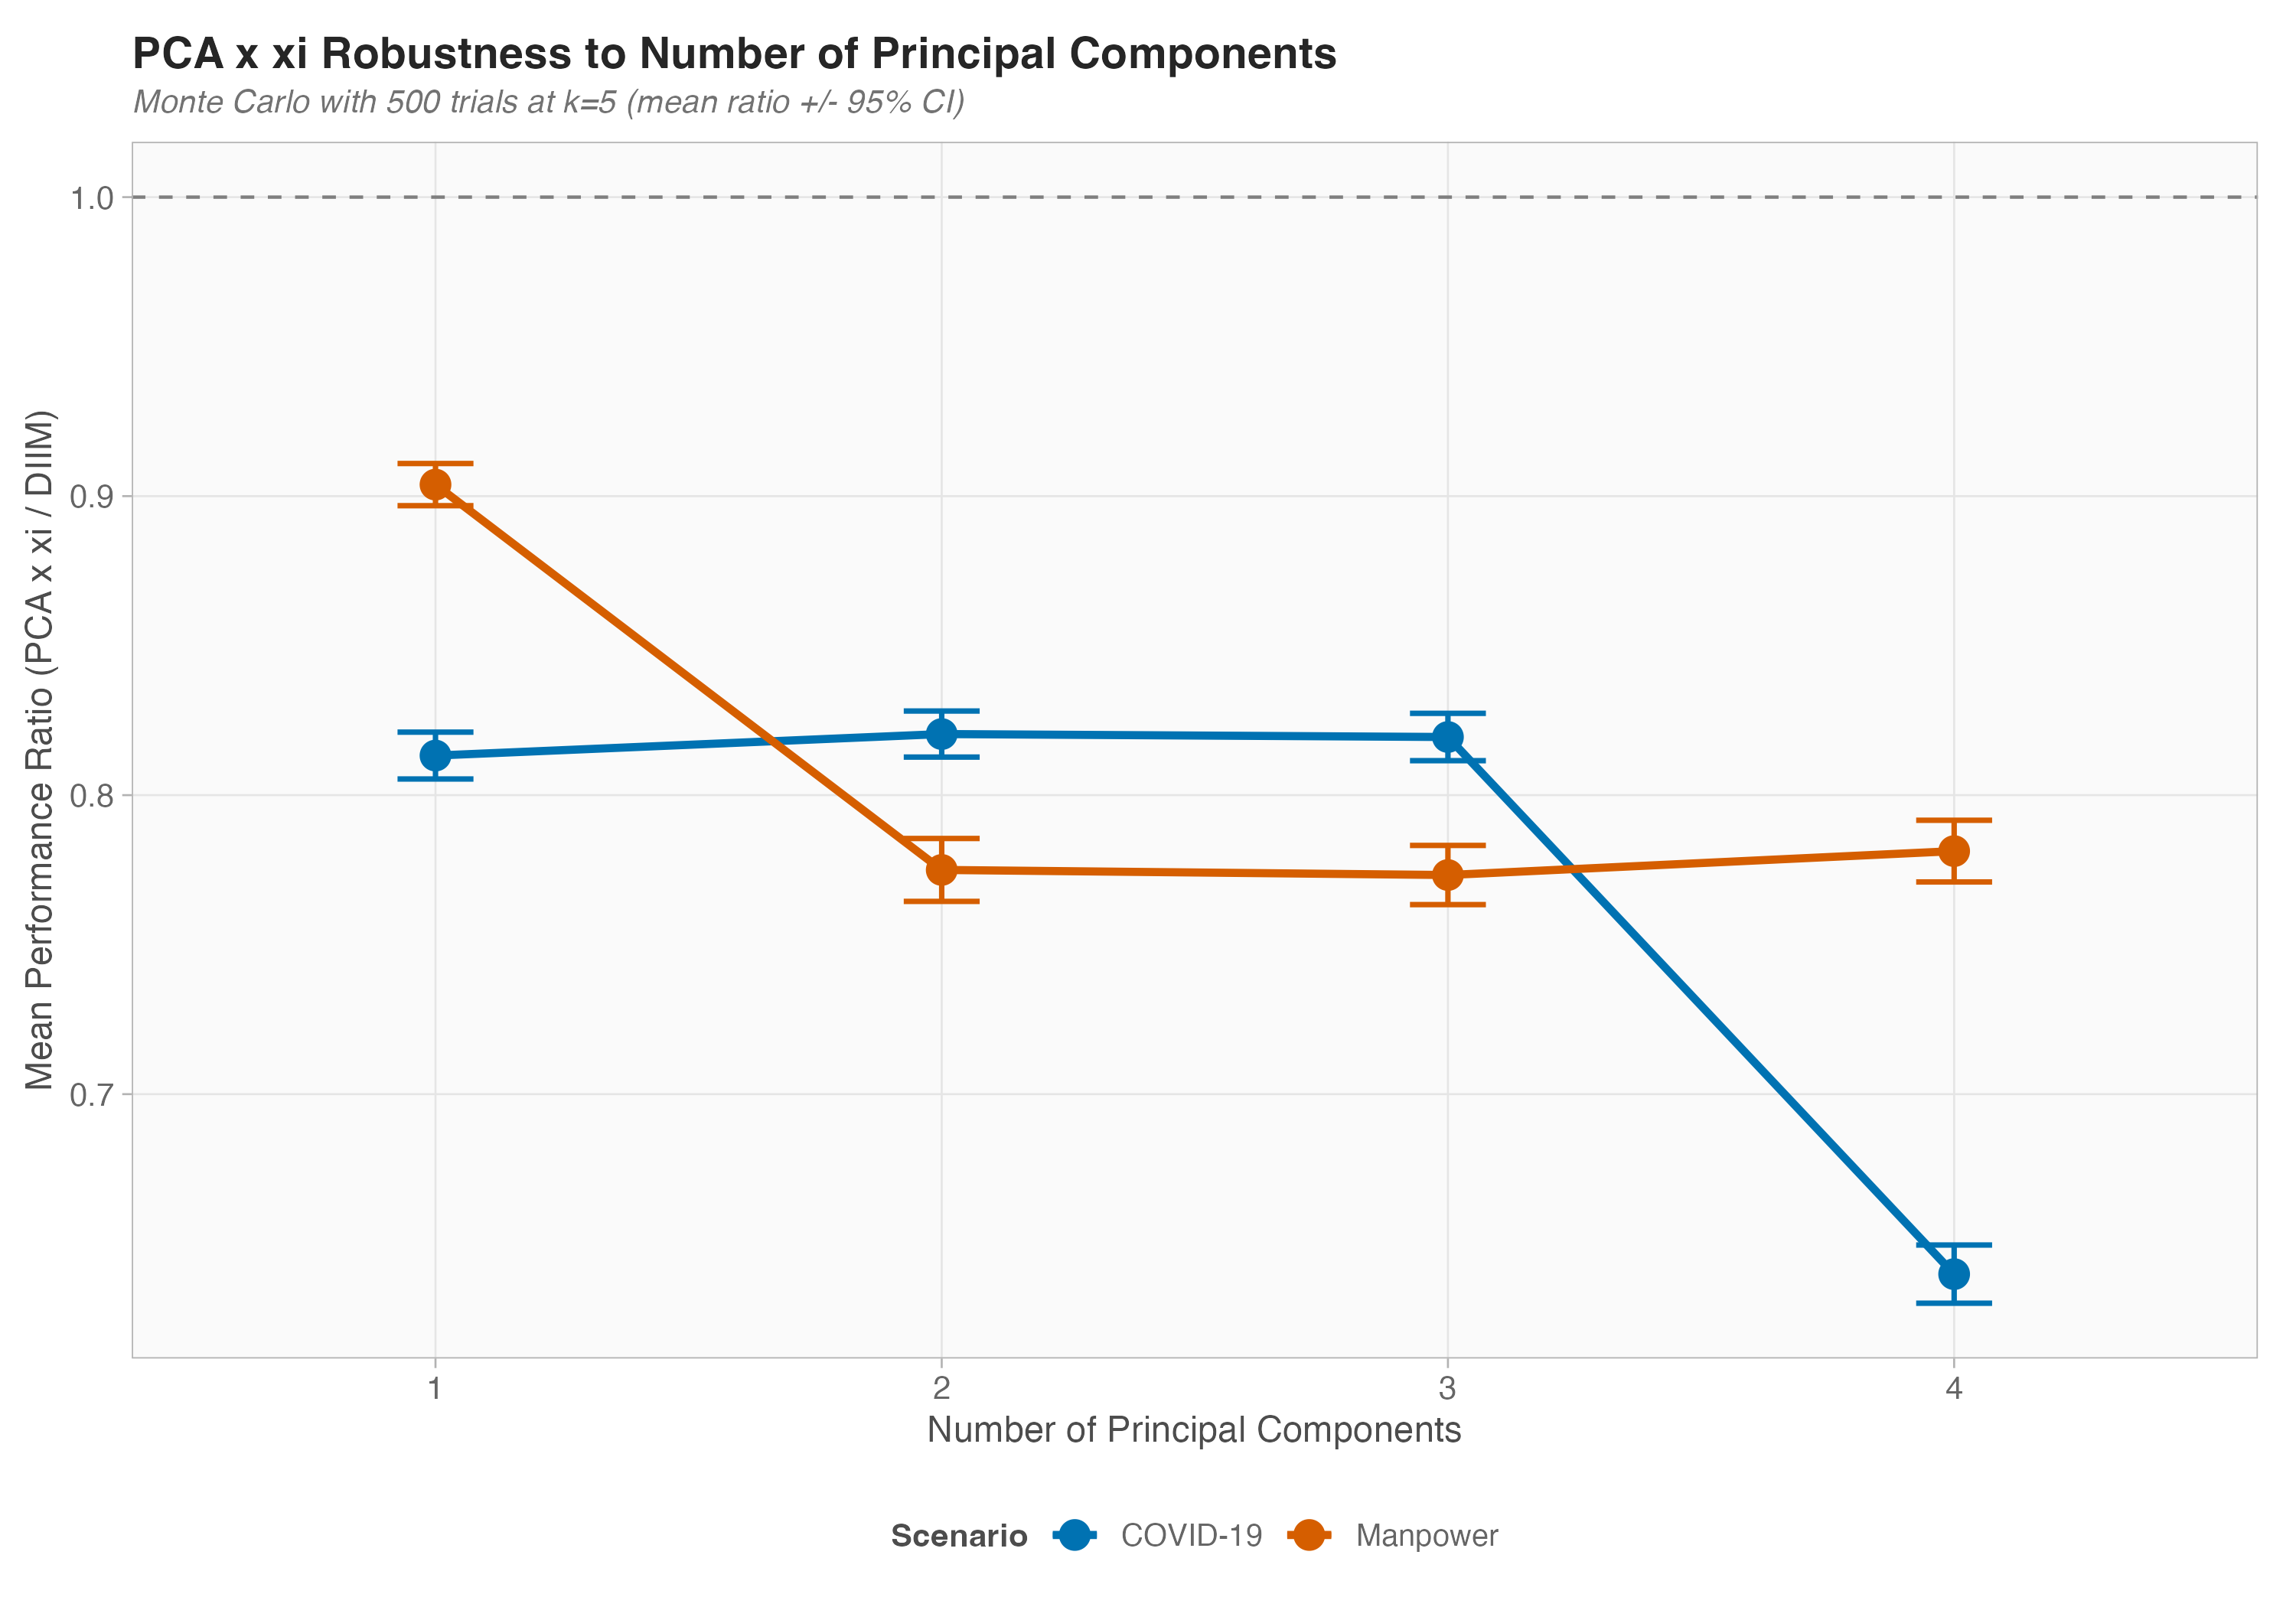 PCA x xi Robustness to Number of Principal Components
Monte Carlo with 500 trials at k=5 (mean ratio +/- 95% CI)
Mean Performance Ratio (PCA x xi / DIIM)
1.0
0.9
0.8
0.7
1
2
3
4
Number of Principal Components
Scenario
COVID-19
Manpower